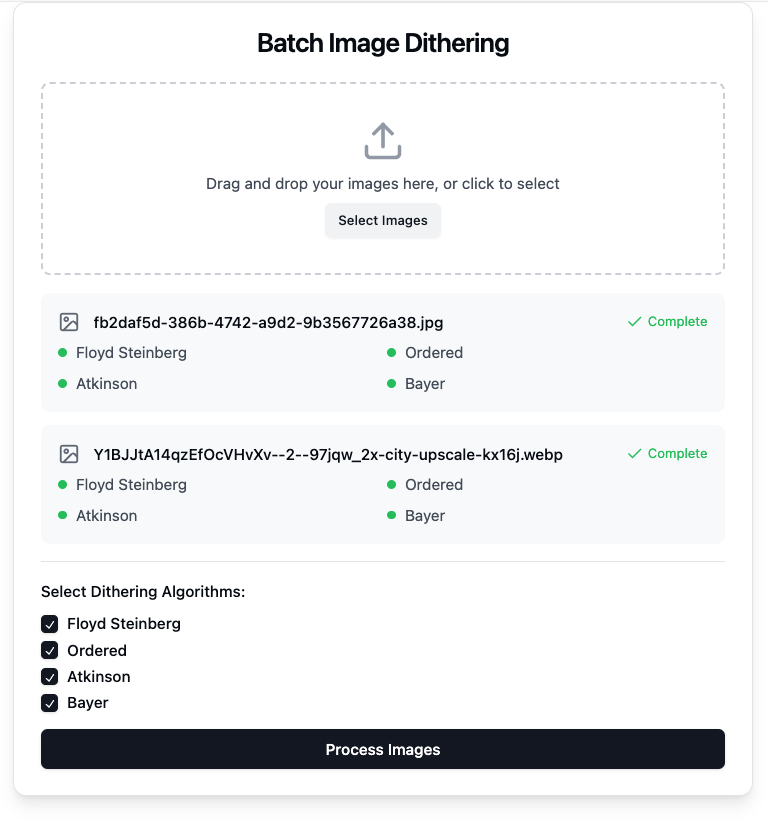 Batch Image Dithering
Drag and drop your images here, or click to select
Select Images
fb2daf5d-386b-4742-a9d2-9b3567726a38.jpg
Complete
Floyd Steinberg
Ordered
Atkinson
Bayer
Y1BJJtA14qzEfOcVHvXv--2--97jqw_2x-city-upscale-kx16j.webp
Complete
Floyd Steinberg
Ordered
Atkinson
Bayer
Select Dithering Algorithms:
Floyd Steinberg
Ordered
Atkinson
Bayer
Process Images